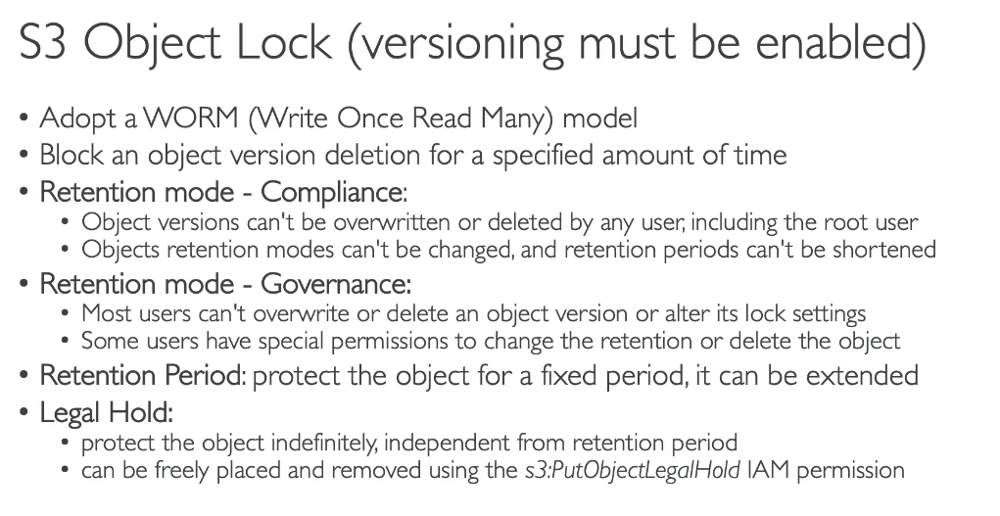 S3 Object Lock (versioning must be enabled)
• Adopt a WORM (Write Once Read Many) model
• Block an object version deletion for a specified amount of time
• Retention mode - Compliance:
• Object versions can't be overwritten or deleted by any user, including the root user
• Objects retention modes can't be changed, and retention periods can't be shortened
• Retention mode - Governance:
• Most users can't overwrite or delete an object version or alter its lock settings
• Some users have special permissions to change the retention or delete the object
• Retention Period: protect the object for a fixed period, it can be extended
• Legal Hold:
• protect the object indefinitely, independent from retention period
• can be freely placed and removed using the s3:PutObjectLegalHold IAM permission